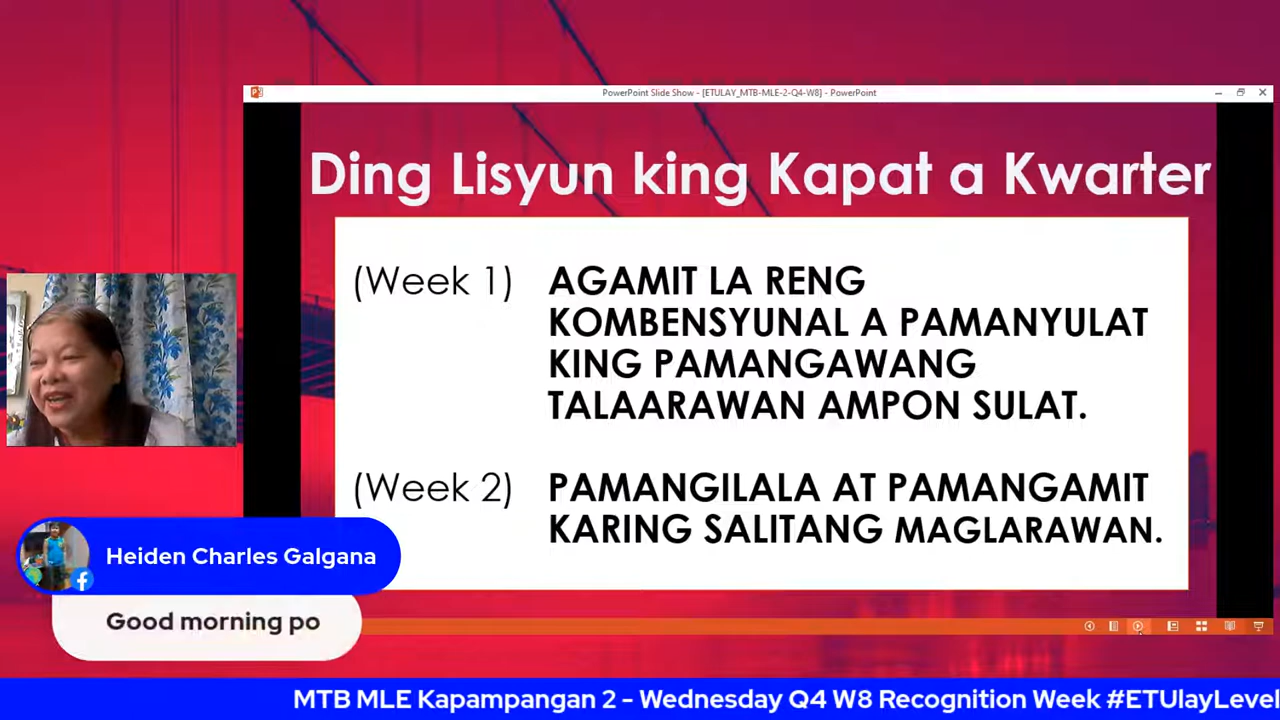 PowerPoint Slide Show - [ETULAY_MTB-MLE-2-Q4-W8] - PowerPoint
Ding Lisyun king Kapat a Kwarter
(Week 1) AGAMIT LA RENG
KOMBENSYUNAL A PAMANYULAT
KING PAMANGAWANG
TALAARAWAN AMPON SULAT.
(Week 2) PAMANGILALA AT PAMANGAMIT
KARING SALITANG MAGLARAWAN.
Heiden Charles Galgana
Good morning po
MTB MLE Kapampangan 2 - Wednesday Q4 W8 Recognition Week #ETUlayLevel